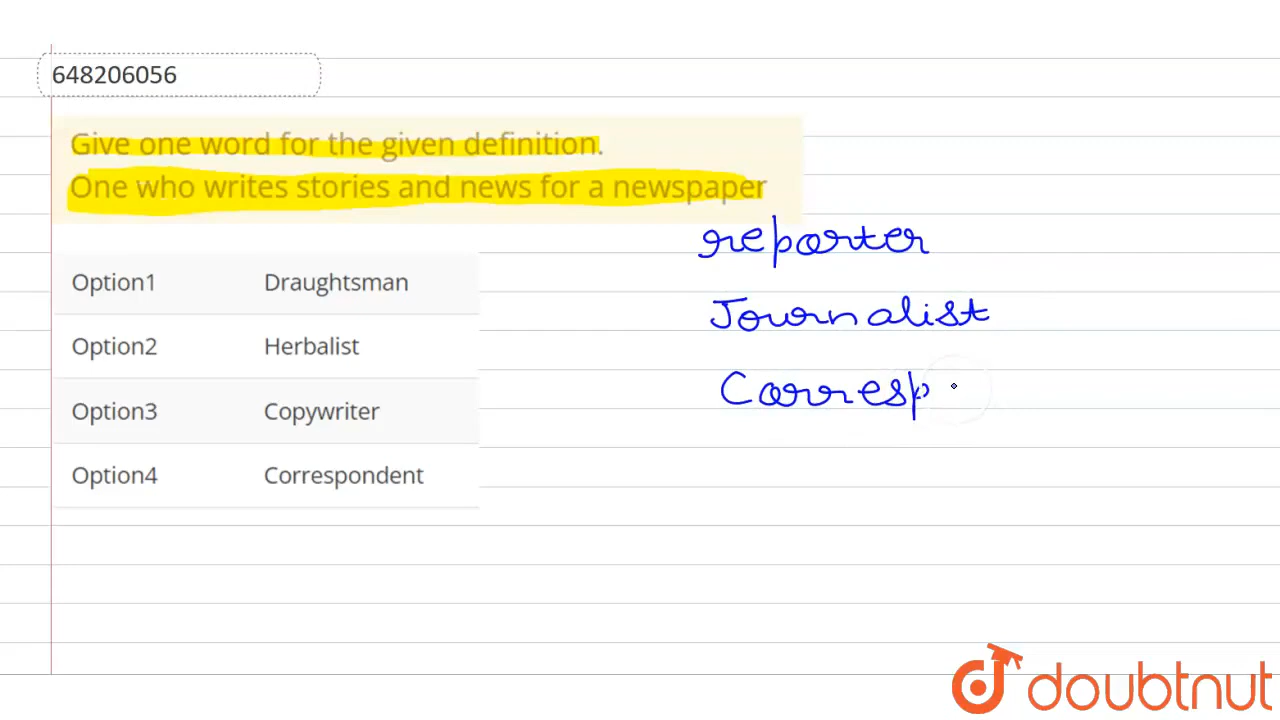 648206056
Give one word for the given definition.
One who writes stories and news for a newspaper
reporter
Option1 Draughtsman
Journalist
Option2 Herbalist
Corresp
Option3 Copywriter
Option4 Correspondent
doubtnut